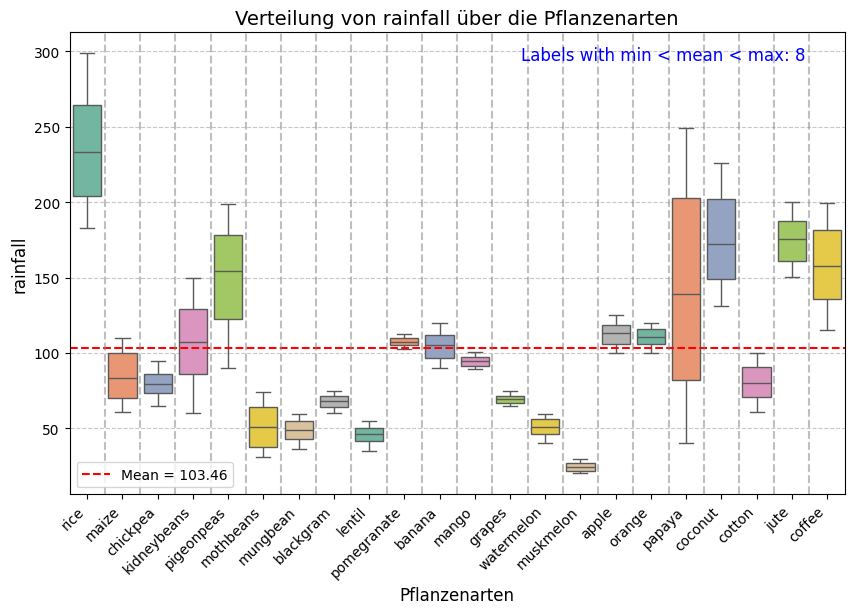 Verteilung von rainfall über die Pflanzenarten
Labels with min < mean < max: 8
rainfall
300
250
200
150
100
50
Mean = 103.46
rice
maize
chickpea
kidneybeans
pigeonpeas
mothbeans
mungbean
blackgram
lentil
pomegranate
banana
mango
grapes
watermelon
muskmelon
apple
orange
papaya
coconut
cotton
jute
coffee
Pflanzenarten